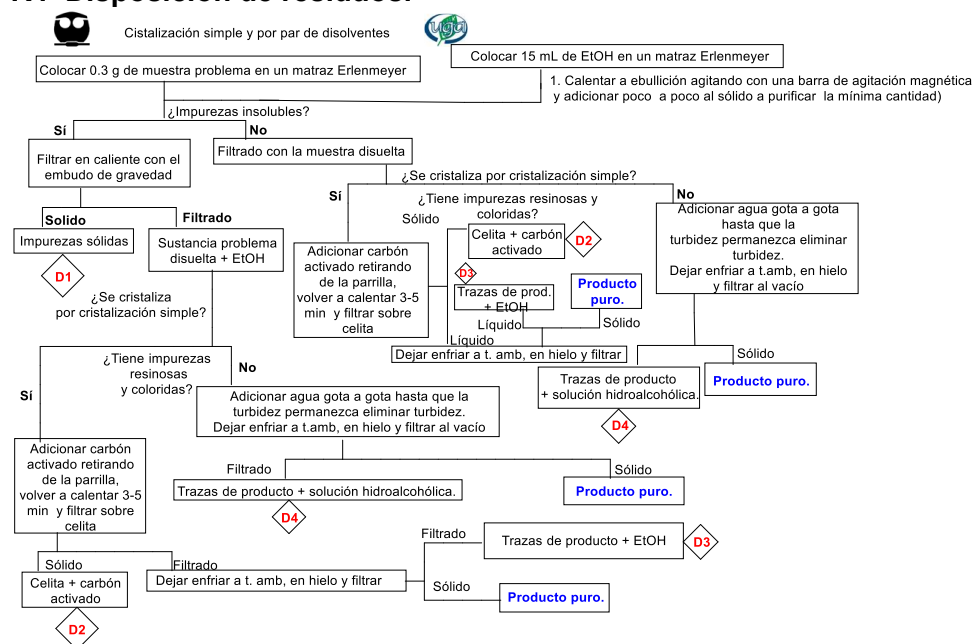 Cistalización simple y por par de disolventes
Colocar 0.3 g de muestra problema en un matraz Erlenmeyer
Colocar 15 mL de EtOH en un matraz Erlenmeyer
1. Calentar a ebullición agitando con una barra de agitación magnética
y adicionar poco a poco al sólido a purificar la mínima cantidad)
¿Impurezas insolubles?
Sí
No
Filtrar en caliente con el
embudo de gravedad
Filtrado con la muestra disuelta
¿Se cristaliza por cristalización simple?
Sí
No
Solido
Filtrado
Impurezas sólidas
D1
Sustancia problema
disuelta + EtOH
¿Tiene impurezas resinosas y
coloridas?
Sólido
Celita + carbón
activado
D2
Adicionar carbón
activado retirando
de la parrilla,
volver a calentar 3-5
min y filtrar sobre
celita
D3
Trazas de prod.
+ EtOH
Producto
puro.
Líquido
Sólido
Líquido
Dejar enfriar a t. amb, en hielo y filtrar
Adicionar agua gota a gota
hasta que la
turbidez permanezca eliminar
turbidez.
Dejar enfriar a t.amb, en hielo
y filtrar al vacío
Sólido
Trazas de producto
+ solución hidroalcohólica.
D4
Producto puro.
¿Se cristaliza
por cristalización simple?
¿Tiene impurezas
resinosas
y coloridas?
Sí
No
Adicionar agua gota a gota hasta que la
turbidez permanezca eliminar turbidez.
Dejar enfriar a t.amb, en hielo y filtrar al vacío
Filtrado
Sólido
Trazas de producto + solución hidroalcohólica.
D4
Producto puro.
Adicionar carbón
activado retirando
de la parrilla,
volver a calentar 3-5
min y filtrar sobre
celita
Sólido
Filtrado
Celita + carbón
activado
D2
Dejar enfriar a t. amb, en hielo y filtrar
Filtrado
Trazas de producto + EtOH
D3
Sólido
Producto puro.